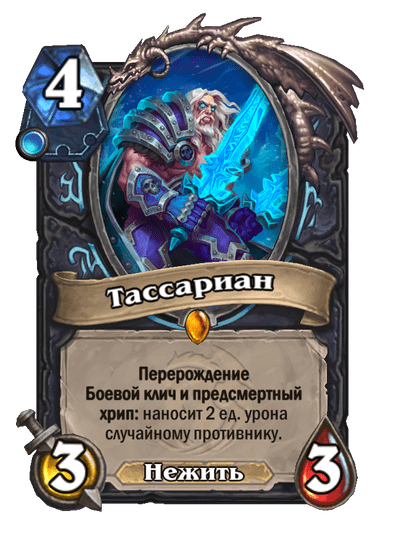 4
Тассариан
Перерождение
Боевой клич и предсмертный
хрип: наносит 2 ед. урона
случайному противнику.
3
Нежить
3